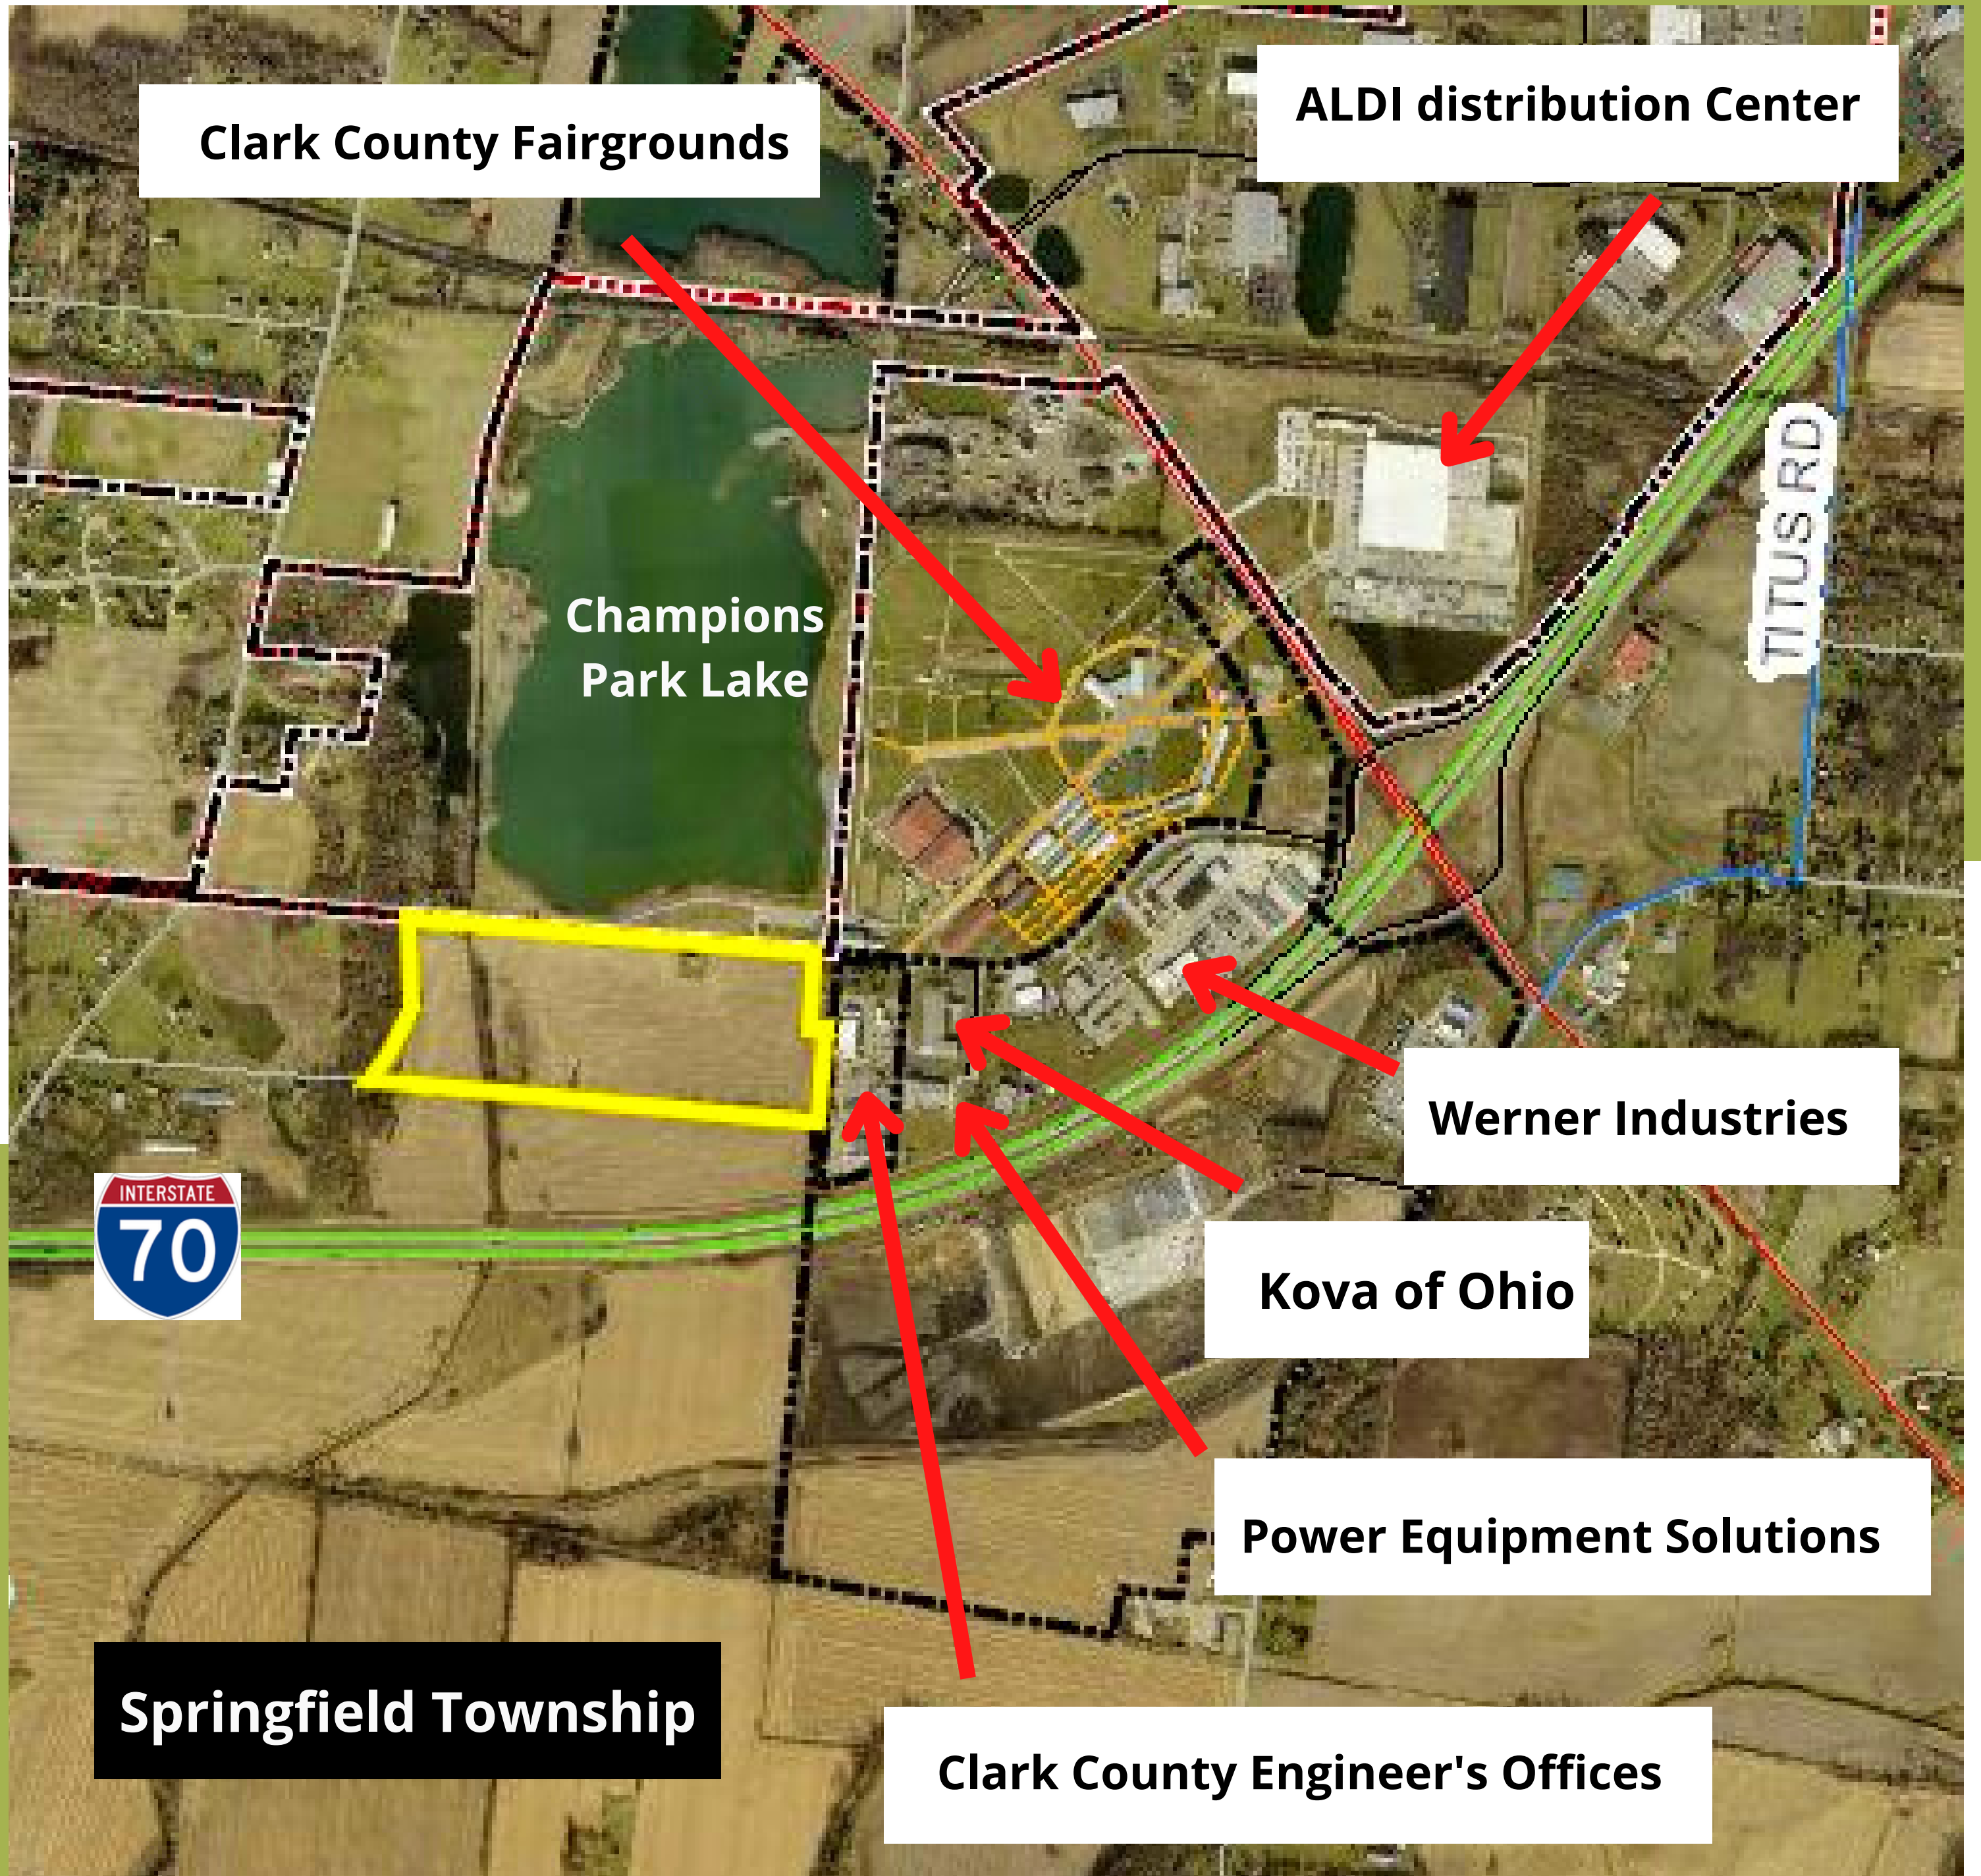 ALDI distribution Center
Clark County Fairgrounds
TITUS RD
Champions
Park Lake
Werner Industries
INTERSTATE
70
Kova of Ohio
Power Equipment Solutions
Springfield Township
Clark County Engineer's Offices